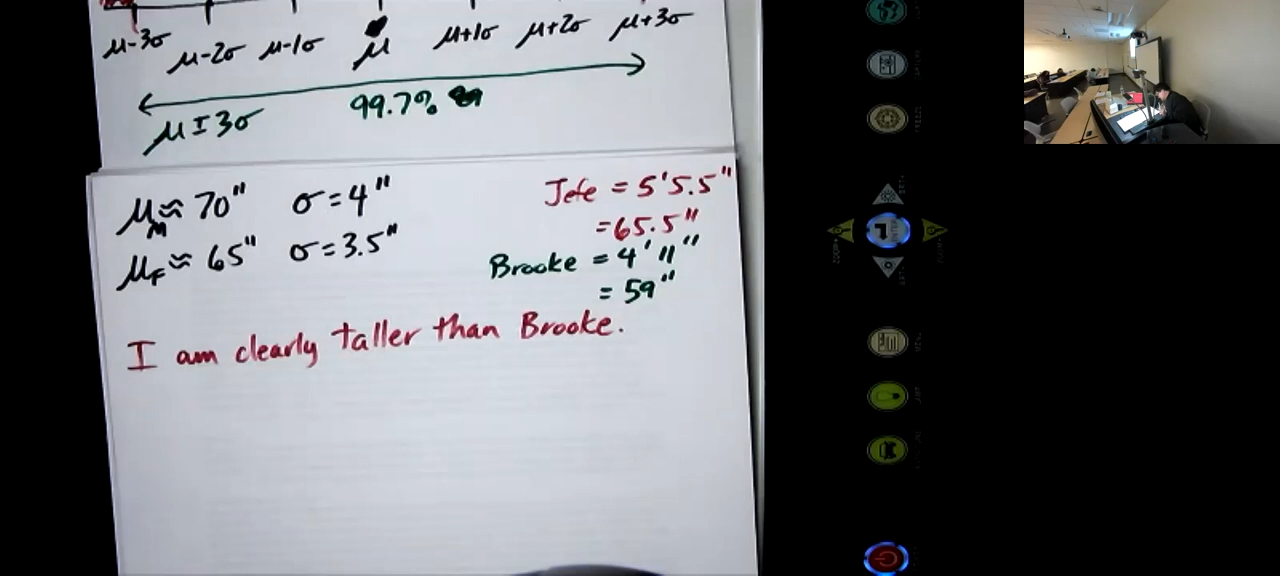 μ-3σ μ-2σ μ-1σ μ μ+1σ μ+2σ μ+3σ
μ±3σ 99.7%
μM≈70" σ=4" Jefe = 5'5.5"
=65.5"
μF≈65" σ=3.5" Brooke = 4'11"
= 59"
I am clearly taller than Brooke.